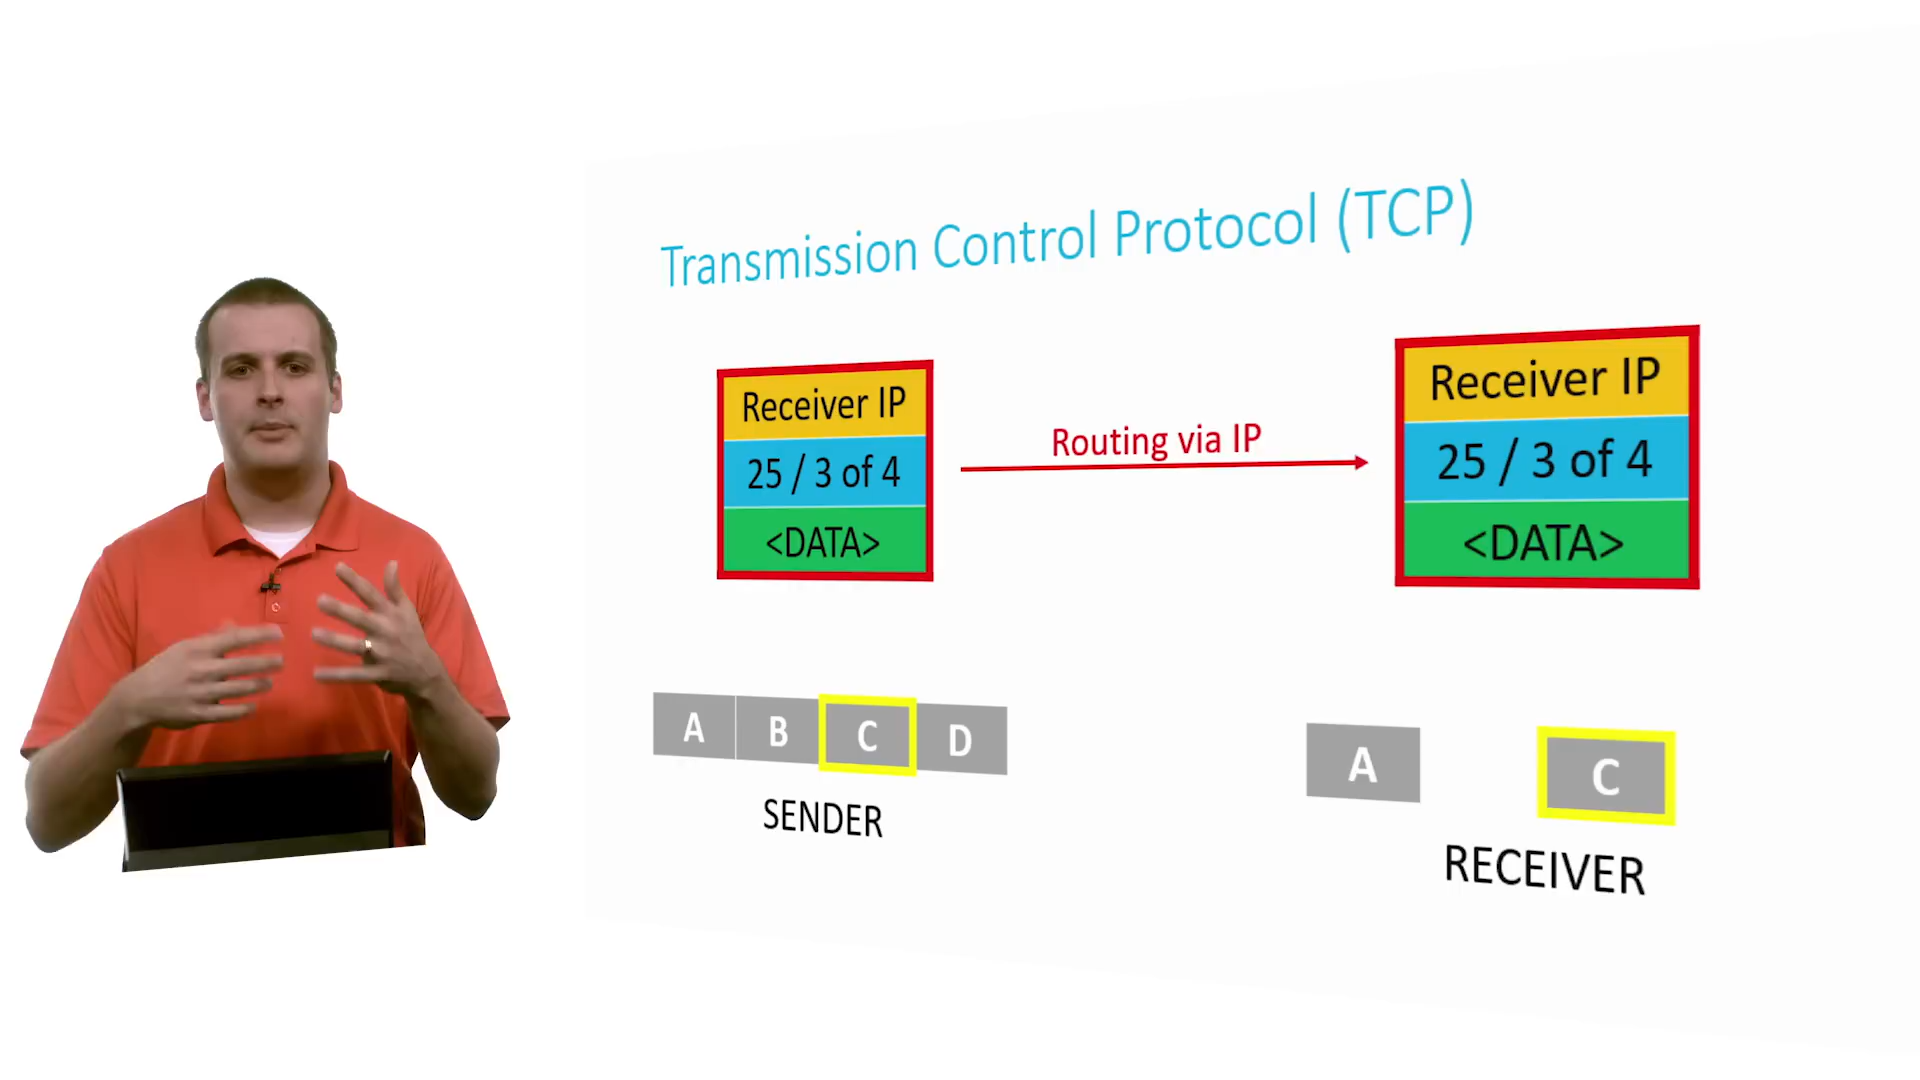 Transmission Control Protocol (TCP)
Receiver IP
25 / 3 of 4
<DATA>
Routing via IP
Receiver IP
25 / 3 of 4
<DATA>
A B C D
SENDER
A C
RECEIVER